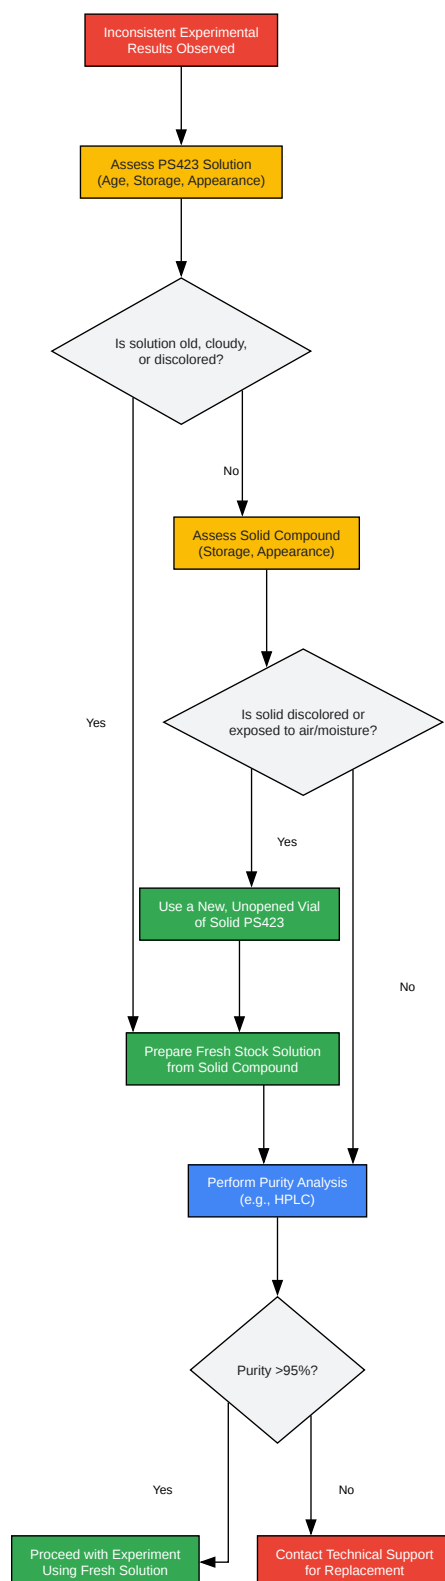 Inconsistent Experimental
Results Observed
Assess PS423 Solution
(Age, Storage, Appearance)
Is solution old, cloudy,
or discolored?
No
Assess Solid Compound
(Storage, Appearance)
Yes
Is solid discolored or
exposed to air/moisture?
Yes
Use a New, Unopened Vial
of Solid PS423
No
Prepare Fresh Stock Solution
from Solid Compound
Perform Purity Analysis
(e.g., HPLC)
Purity >95%?
Yes
No
Proceed with Experiment
Using Fresh Solution
Contact Technical Support
for Replacement